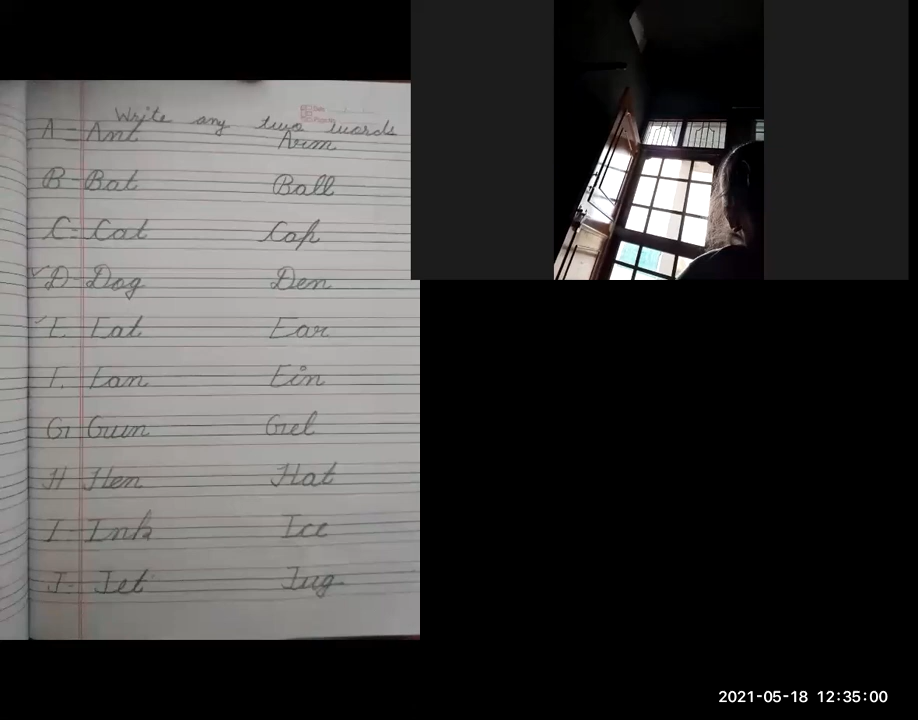 Write any two words
A = Ant Arm
B - Bat Ball
C = Cat Cap
D - Dog Den
E. Eat Ear
F. Fan Fin
G Gun Gel
H Hen Hat
I - Ink Ice
J - Jet Jug
2021-05-18 12:35:00